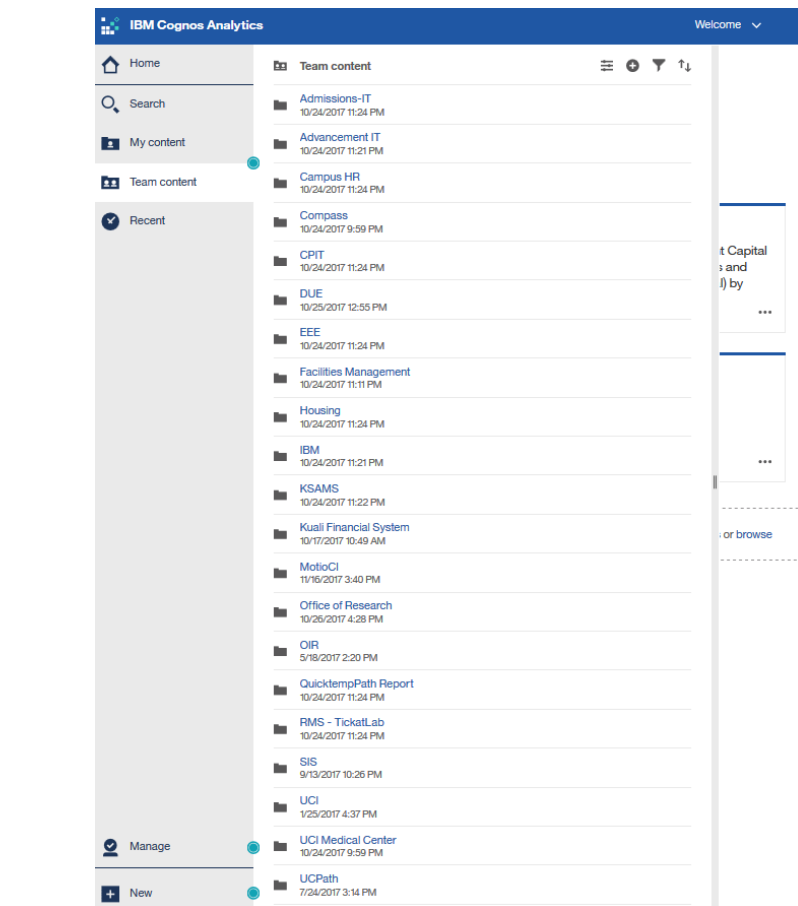 IBM Cognos Analytics
Welcome
Home
Search
My content
Team content
Recent
Manage
New
Team content
Admissions-IT
10/24/2017 11:24 PM
Advancement IT
10/24/2017 11:21 PM
Campus HR
10/24/2017 11:24 PM
Compass
10/24/2017 9:59 PM
CPIT
10/24/2017 11:24 PM
DUE
10/25/2017 12:55 PM
EEE
10/24/2017 11:24 PM
Facilities Management
10/24/2017 11:11 PM
Housing
10/24/2017 11:24 PM
IBM
10/24/2017 11:21 PM
KSAMS
10/24/2017 11:22 PM
Kuali Financial System
10/17/2017 10:49 AM
MotioCI
11/16/2017 3:40 PM
Office of Research
10/26/2017 4:28 PM
OIR
5/18/2017 2:20 PM
QuicktempPath Report
10/24/2017 11:24 PM
RMS - TickatLab
10/24/2017 11:24 PM
SIS
9/13/2017 10:26 PM
UCI
1/25/2017 4:37 PM
UCI Medical Center
10/24/2017 9:59 PM
UCPath
7/24/2017 3:14 PM
t Capital
s and
l) by
or browse